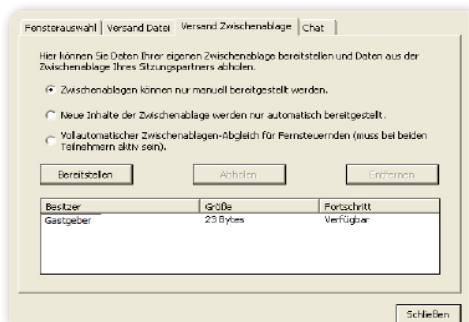 Fensterauswahl Versand Datei Versand Zwischenablage Chat
Hier können Sie Daten Ihrer eigenen Zwischenablage bereitstellen und Daten aus der
Zwischenablage Ihres Sitzungspartners abholen.
Zwischenablagen können nur manuell bereitgestellt werden.
Neue Inhalte der Zwischenablage werden nur automatisch bereitgestellt.
Vollautomatischer Zwischenablagen-Abgleich für Fernsteuernden (muss bei beiden
Teilnehmern aktiv sein).
Bereitstellen Abholen Entfernen
Besitzer Größe Fortschritt
Gastgeber 23 Bytes Verfügbar
Schließen